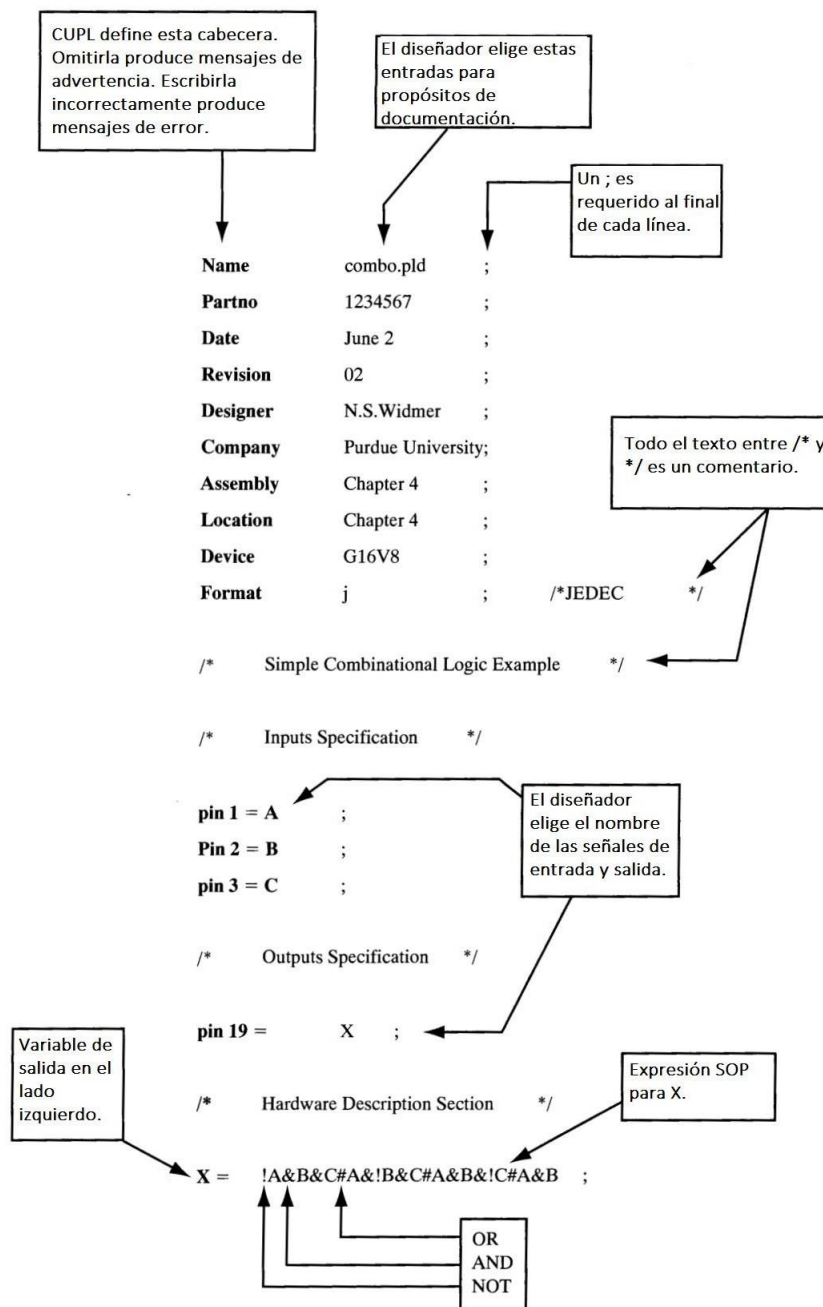 CUPL define esta cabecera.
Omitirla produce mensajes de
advertencia. Escribirla
incorrectamente produce
mensajes de error.
El diseñador elige estas
entradas para
propósitos de
documentación.
Un ; es
requerido al final
de cada línea.
Name combo.pld ;
Partno 1234567 ;
Date June 2 ;
Revision 02 ;
Designer N.S.Widmer ;
Company Purdue University;
Assembly Chapter 4 ;
Location Chapter 4 ;
Device G16V8 ;
Format j ; /*JEDEC */
Todo el texto entre /* y
*/ es un comentario.
/* Simple Combinational Logic Example */
/* Inputs Specification */
pin 1 = A ;
Pin 2 = B ;
pin 3 = C ;
El diseñador
elige el nombre
de las señales de
entrada y salida.
/* Outputs Specification */
pin 19 = X ;
Variable de
salida en el
lado
izquierdo.
/* Hardware Description Section */
Expresión SOP
para X.
X = !A&B&C#A&!B&C#A&B&!C#A&B ;
OR
AND
NOT